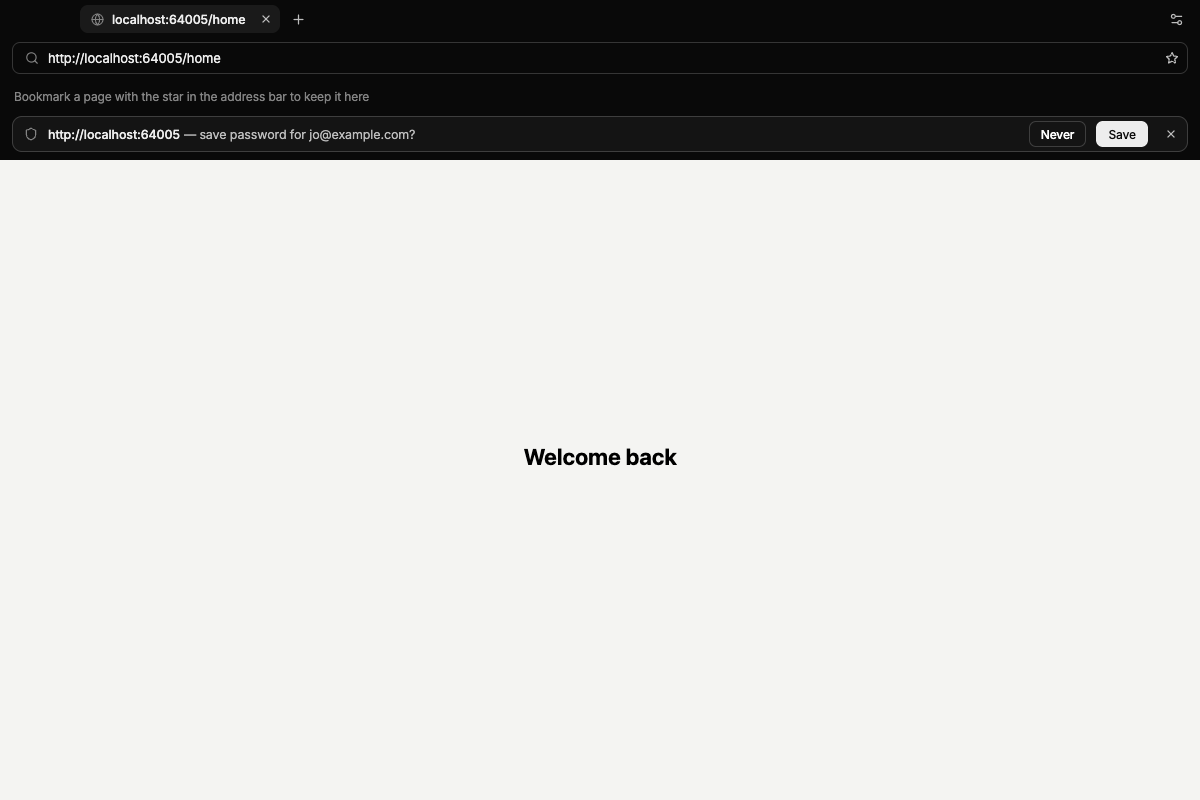 localhost:64005/home
http://localhost:64005/home
Bookmark a page with the star in the address bar to keep it here
http://localhost:64005 — save password for jo@example.com?
Never
Save
Welcome back